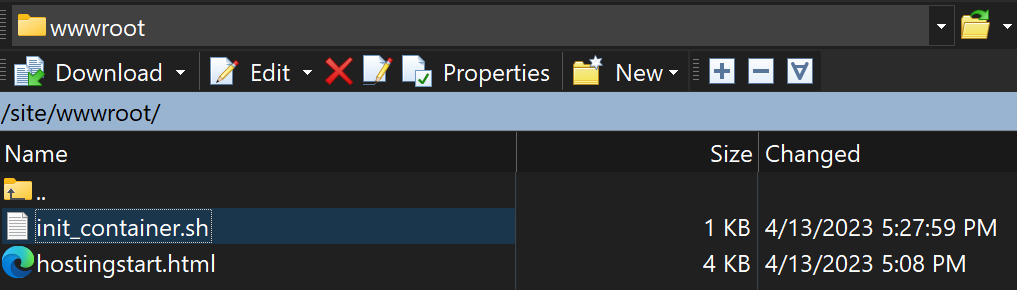 wwwroot
Download Edit Properties New
/site/wwwroot/
Name Size Changed
..
init_container.sh 1 KB 4/13/2023 5:27:59 PM
hostingstart.html 4 KB 4/13/2023 5:08 PM